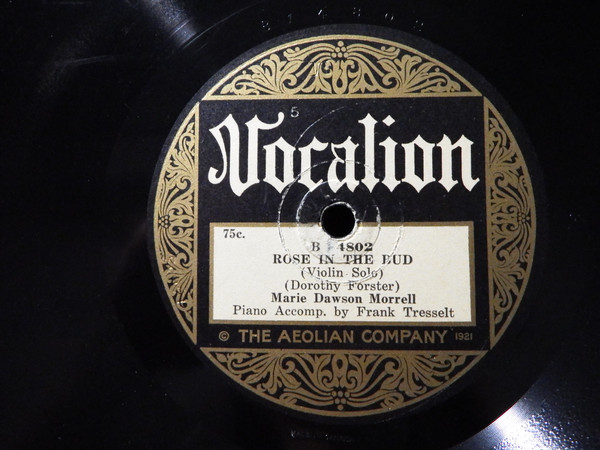 5
Vocalion
75c.
B 14802
ROSE IN THE BUD
(Violin Solo)
(Dorothy Forster)
Marie Dawson Morrell
Piano Accomp. by Frank Tresselt
© THE AEOLIAN COMPANY 1921